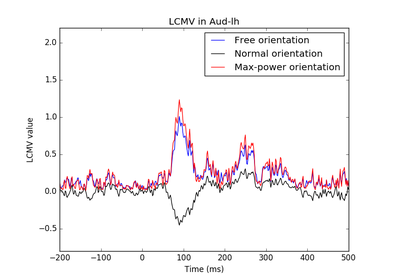 LCMV in Aud-lh
Free orientation
Normal orientation
Max-power orientation
LCMV value
2.0
1.5
1.0
0.5
0.0
−0.5
−200 −100 0 100 200 300 400 500
Time (ms)